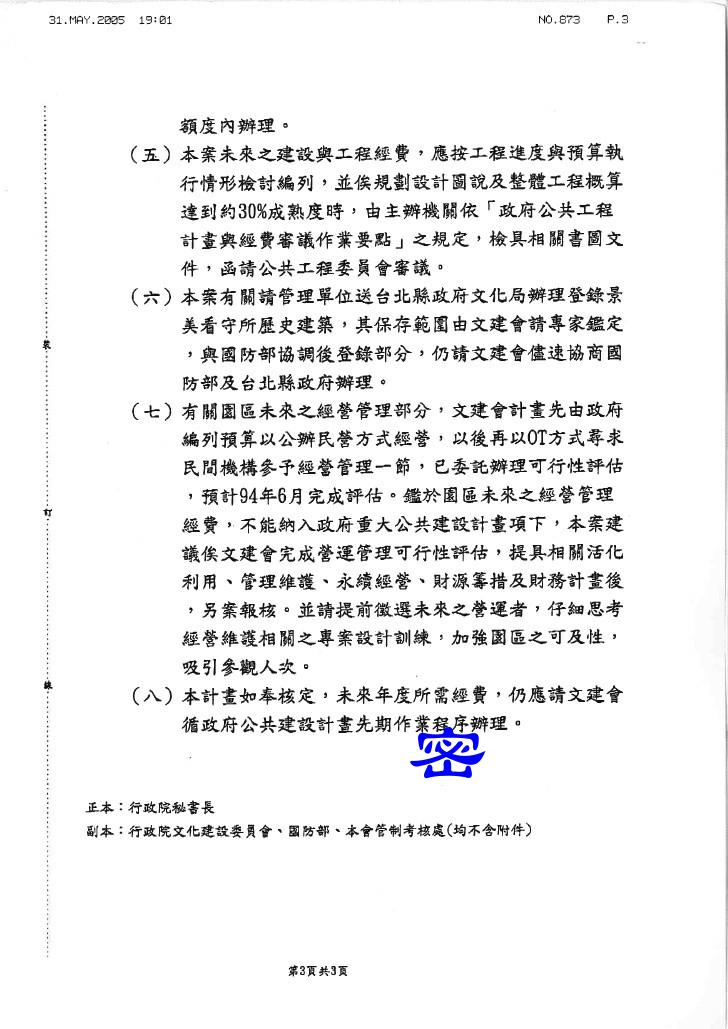 31.MAY.2005 19:01 NO.873 P.3
額度內辦理。
(五)本案未來之建設與工程經費，應按工程進度與預算執
行情形檢討編列，並俟規劃設計圖說及整體工程概算
達到約30%成熟度時，由主辦機關依「政府公共工程
計畫與經費審議作業要點」之規定，檢具相關書圖文
件，函請公共工程委員會審議。
(六)本案有關請管理單位送台北縣政府文化局辦理登錄景
美看守所歷史建築，其保存範圍由文建會請專家鑑定
，與國防部協調後登錄部分，仍請文建會儘速協商國
防部及台北縣政府辦理。
(七)有關園區未來之經營管理部分，文建會計畫先由政府
編列預算以公辦民營方式經營，以後再以OT方式尋求
民間機構參予經營管理一節，已委託辦理可行性評估
，預計94年6月完成評估。鑑於園區未來之經營管理
經費，不能納入政府重大公共建設計畫項下，本案建
議俟文建會完成營運管理可行性評估，提具相關活化
利用、管理維護、永續經營、財源籌措及財務計畫後
，另案報核。並請提前徵選未來之營運者，仔細思考
經營維護相關之專案設計訓練，加強園區之可及性，
吸引參觀人次。
(八)本計畫如奉核定，未來年度所需經費，仍應請文建會
循政府公共建設計畫先期作業程序辦理。
密
裝
訂
線
正本：行政院秘書長
副本：行政院文化建設委員會、國防部、本會管制考核處(均不含附件)
第3頁共3頁